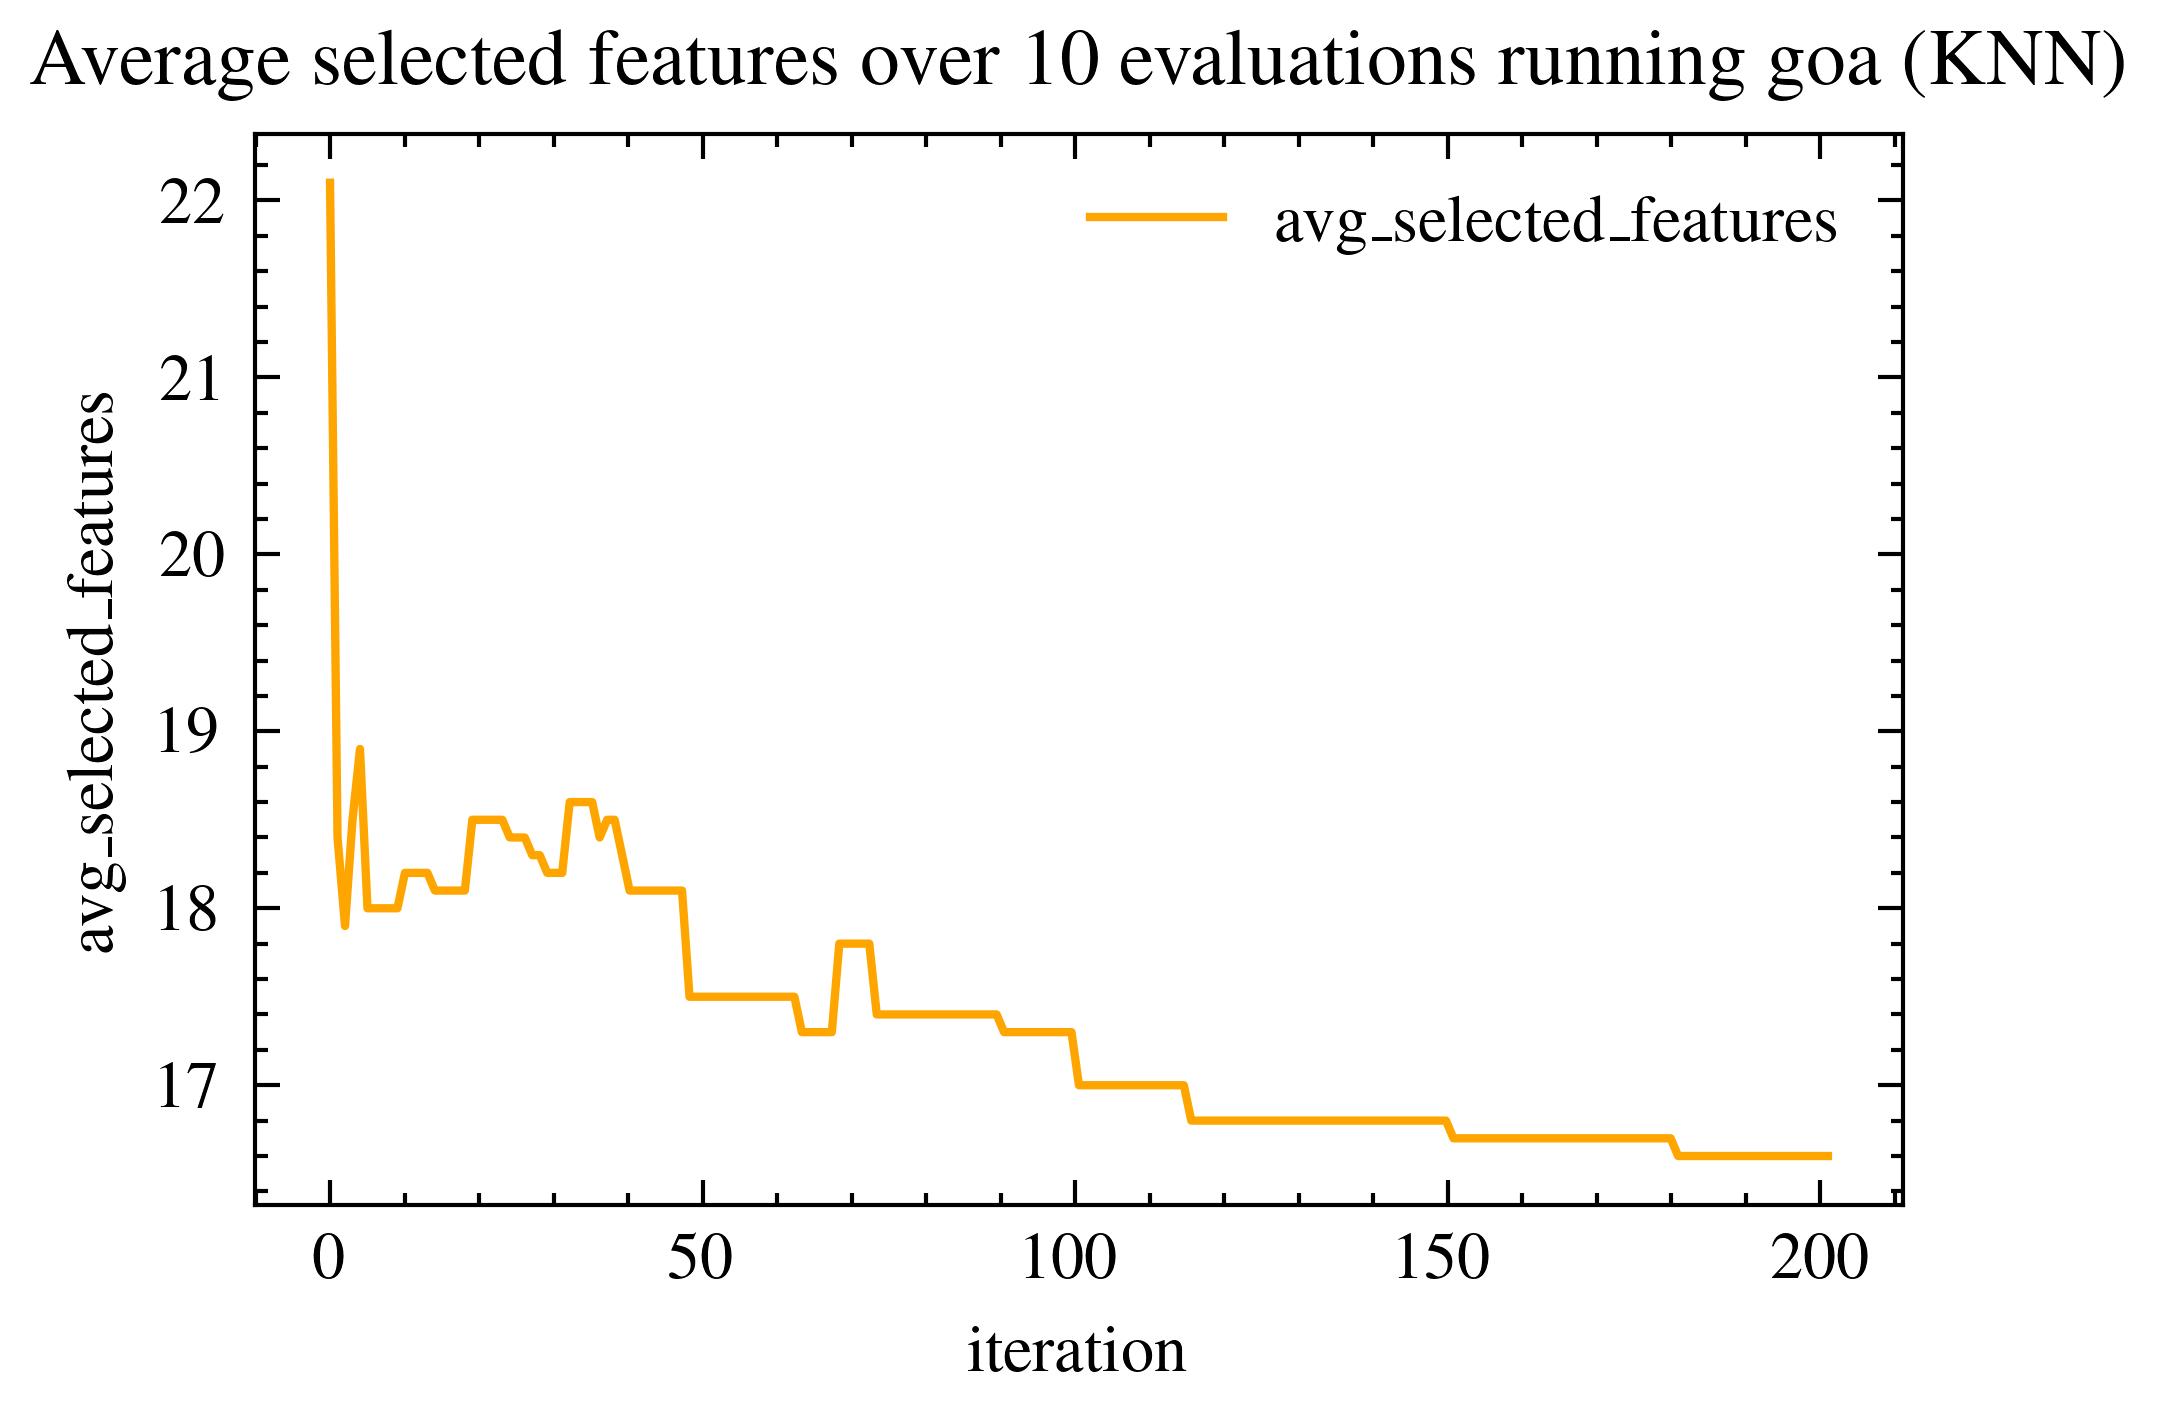 Average selected features over 10 evaluations running goa (KNN)
avg_selected_features
22
21
20
19
18
17
avg_selected_features
0 50 100 150 200
iteration